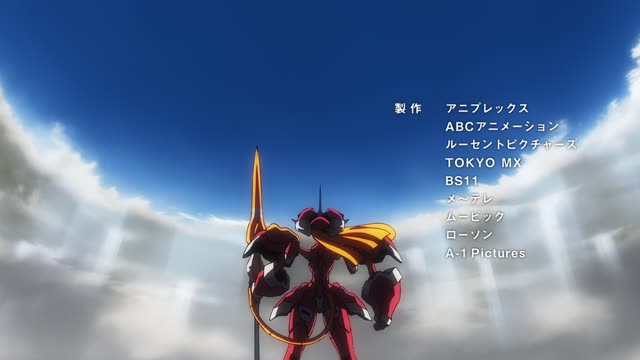 製作 アニプレックス
ABCアニメーション
ルーセントピクチャーズ
TOKYO MX
BS11
メ〜テレ
ムービック
ローソン
A-1 Pictures